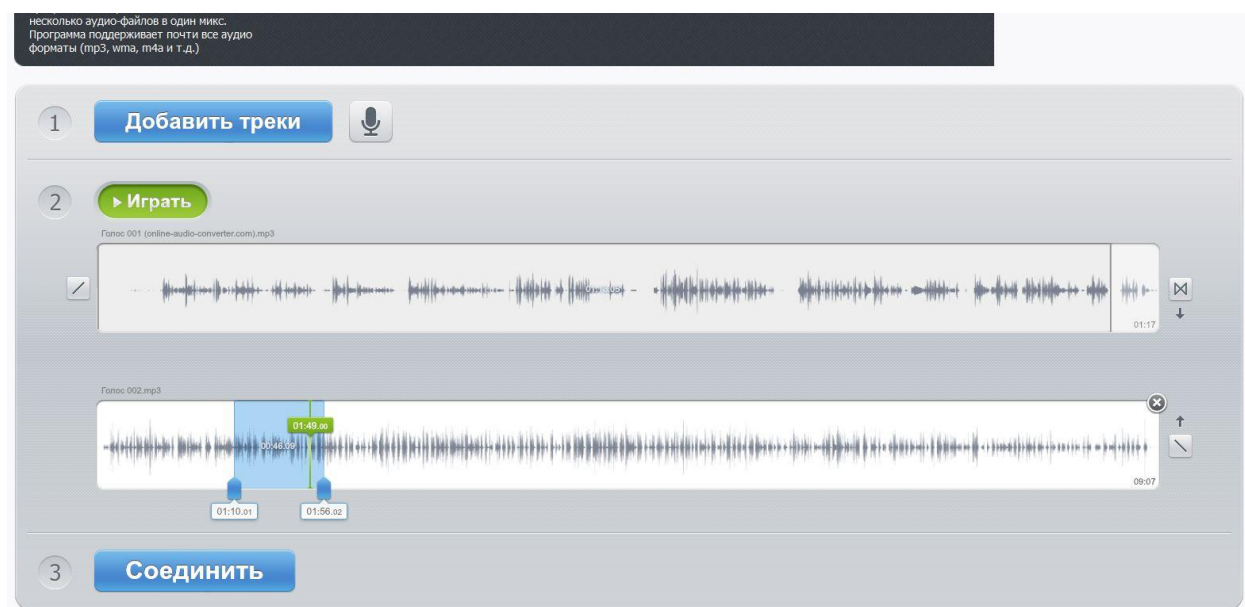 несколько аудио-файлов в один микс.
Программа поддерживает почти все аудио
форматы (mp3, wma, m4a и т.д.)
1
Добавить треки
2
Играть
Голос 001 (online-audio-converter.com).mp3
01:17
Голос 002.mp3
01:49.00
00:46.09
09:07
01:10.01
01:56.02
3
Соединить